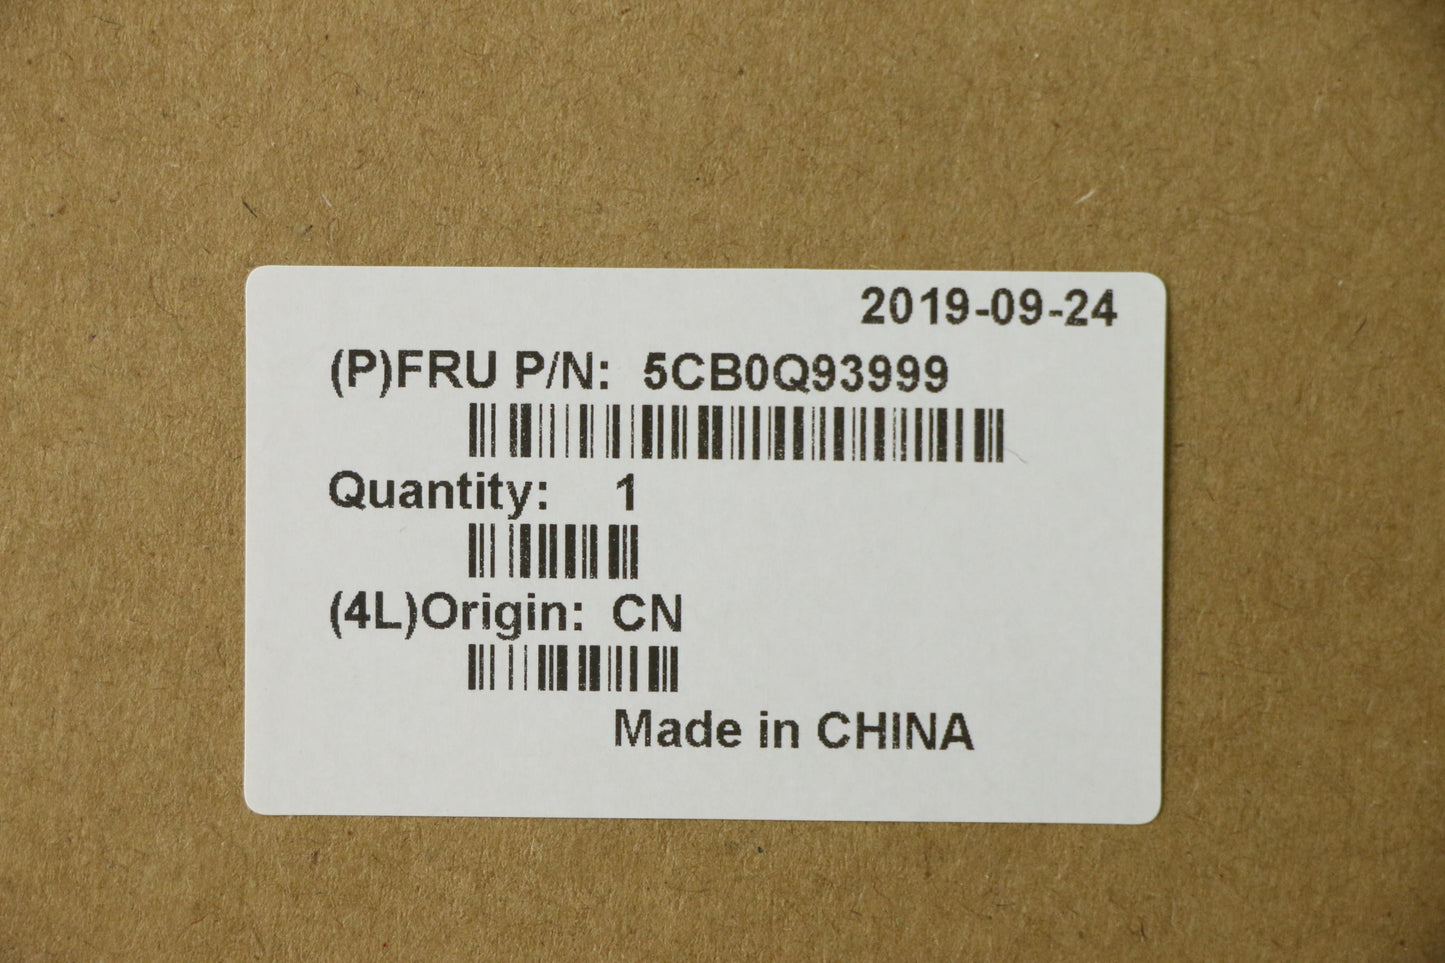 2019-09-24
(P)FRU P/N: 5CB0Q93999
Quantity: 1
(4L)Origin: CN
Made in CHINA